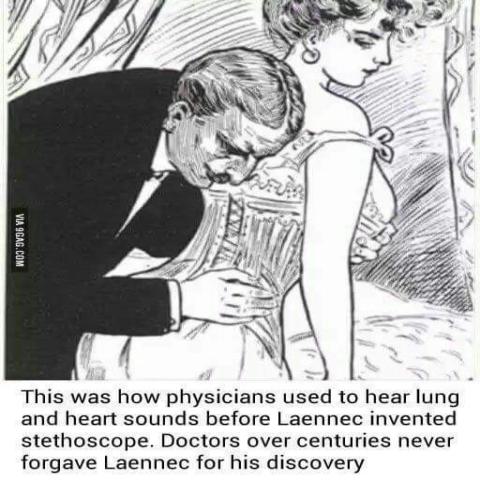 VIA 9GAG.COM
This was how physicians used to hear lung
and heart sounds before Laennec invented
stethoscope. Doctors over centuries never
forgave Laennec for his discovery